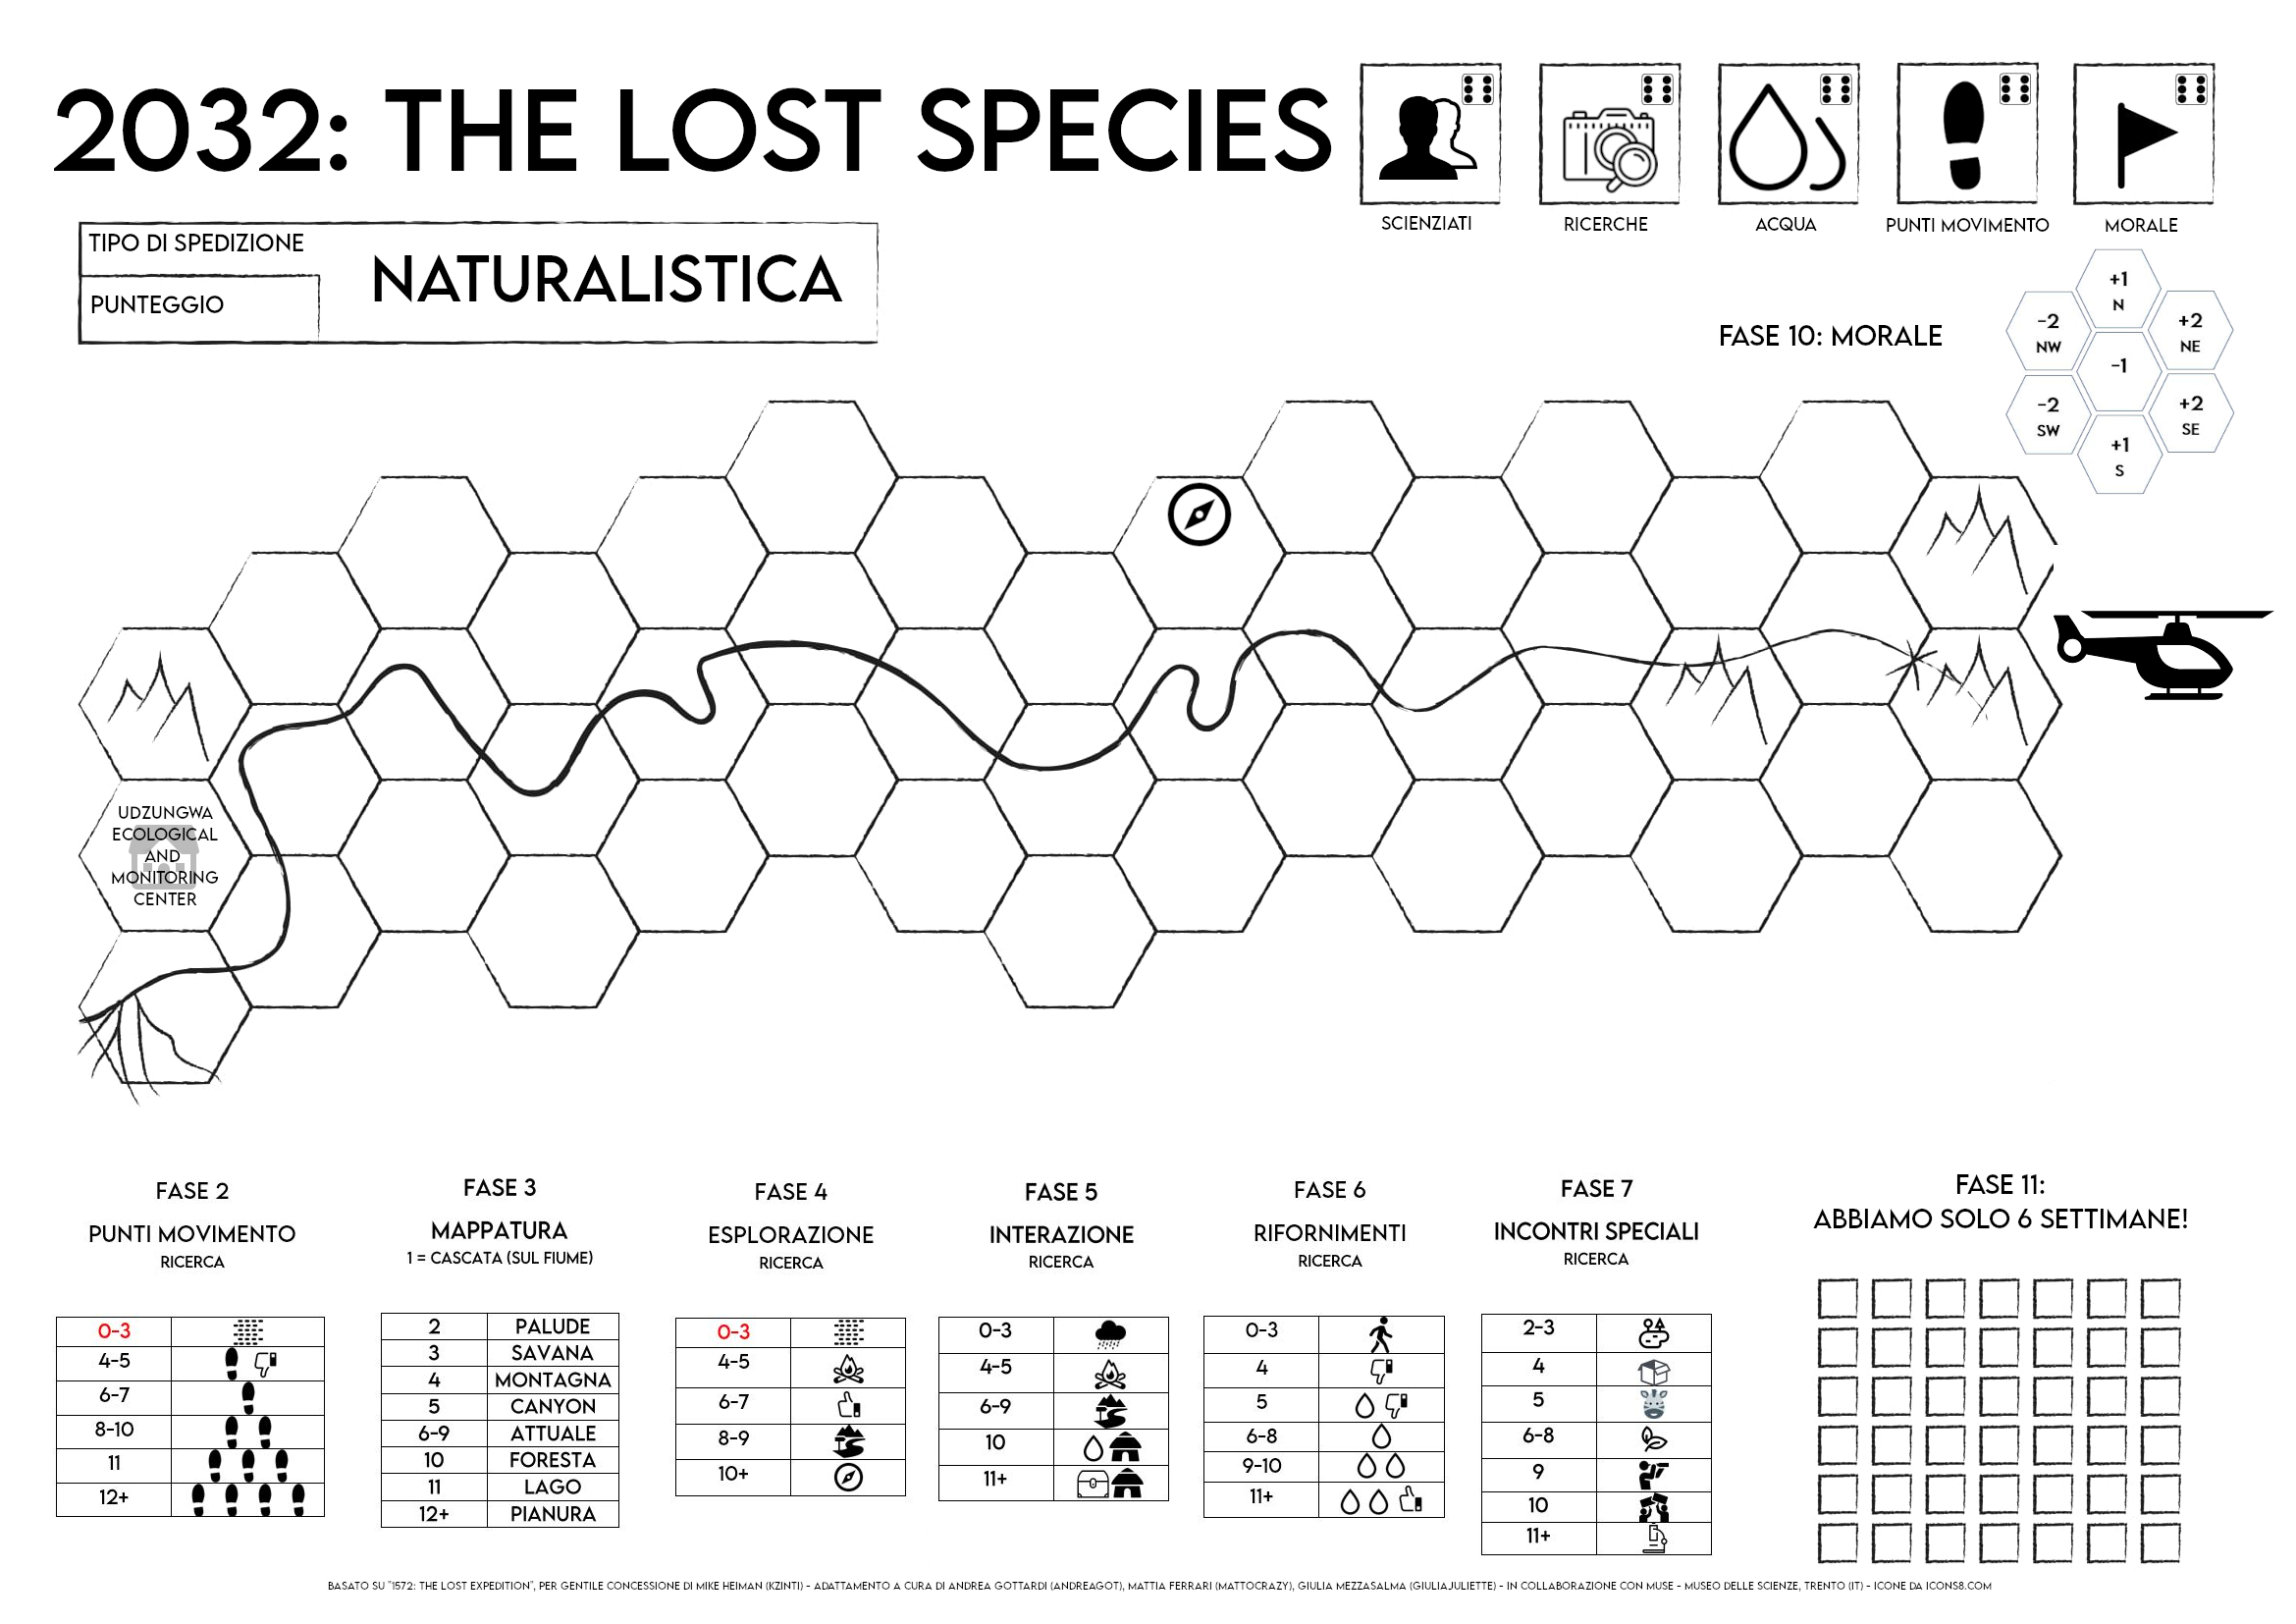 2032: THE LOST SPECIES
SCIENZIATI
RICERCHE
ACQUA
PUNTI MOVIMENTO
MORALE
TIPO DI SPEDIZIONE
NATURALISTICA
PUNTEGGIO
FASE 10: MORALE
+1
N
-2
NW
+2
NE
-1
-2
SW
+2
SE
+1
S
UDZUNGWA
ECOLOGICAL
AND
MONITORING
CENTER
FASE 2
PUNTI MOVIMENTO
RICERCA
0-3
4-5
6-7
8-10
11
12+
FASE 3
MAPPATURA
1 = CASCATA (SUL FIUME)
2 PALUDE
3 SAVANA
4 MONTAGNA
5 CANYON
6-9 ATTUALE
10 FORESTA
11 LAGO
12+ PIANURA
FASE 4
ESPLORAZIONE
RICERCA
0-3
4-5
6-7
8-9
10+
FASE 5
INTERAZIONE
RICERCA
0-3
4-5
6-9
10
11+
FASE 6
RIFORNIMENTI
RICERCA
0-3
4
5
6-8
9-10
11+
FASE 7
INCONTRI SPECIALI
RICERCA
2-3
4
5
6-8
9
10
11+
FASE 11:
ABBIAMO SOLO 6 SETTIMANE!
BASATO SU "1572: THE LOST EXPEDITION", PER GENTILE CONCESSIONE DI MIKE HEIMAN (KZINTI) - ADATTAMENTO A CURA DI ANDREA GOTTARDI (ANDREAGOT), MATTIA FERRARI (MATTOCRAZY), GIULIA MEZZASALMA (GIULIAJULIETTE) - IN COLLABORAZIONE CON MUSE - MUSEO DELLE SCIENZE, TRENTO (IT) - ICONE DA ICONS8.COM